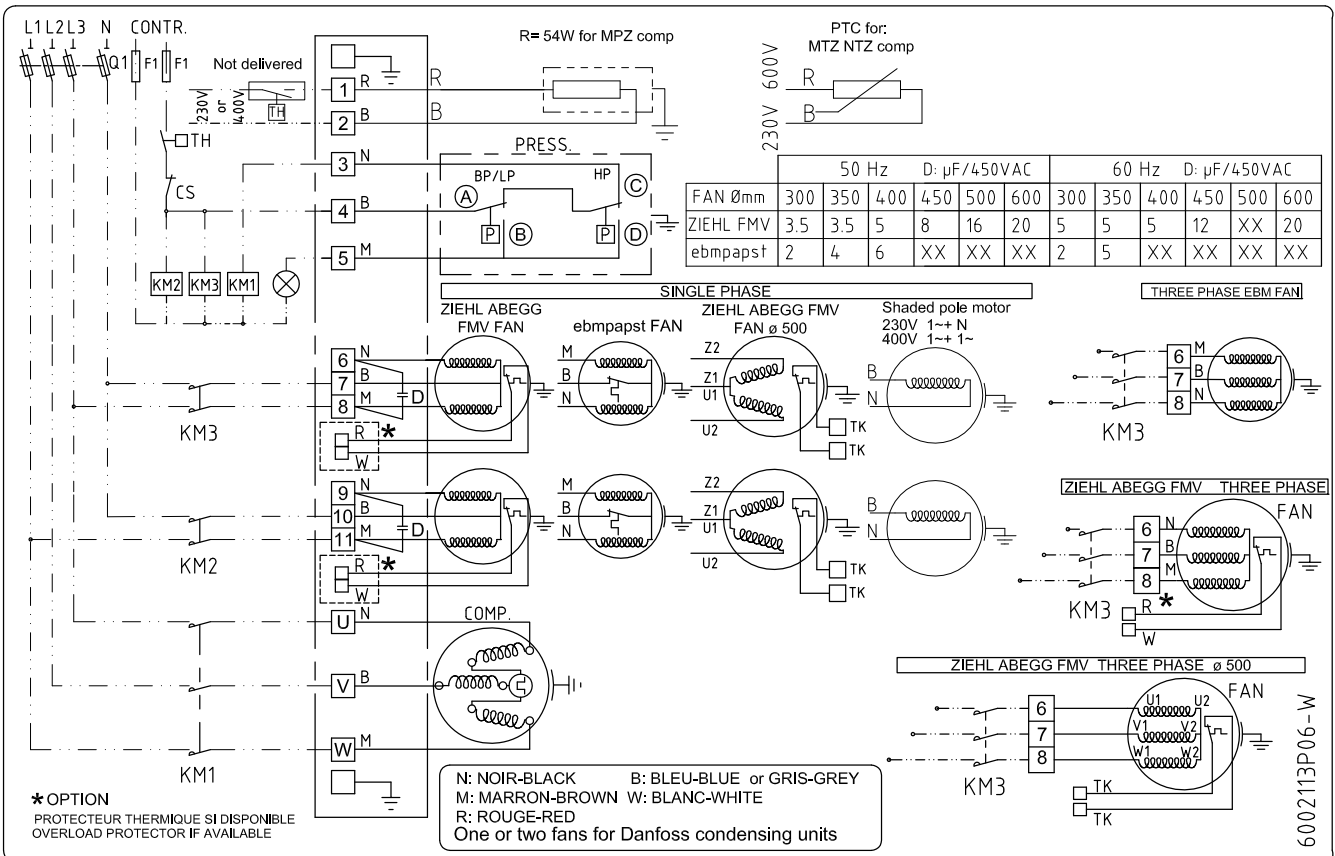 L1 L2 L3 N CONTR.
Q1 F1 F1
Not delivered
230V or 400V
TH
TH
CS
KM2 KM3 KM1
1 R
2 B
3 N
4 B
5 M
R
B
R= 54W for MPZ comp
PTC for:
MTZ NTZ comp
230V 600V
R
B
PRESS.
BP/LP HP
A B C D
P P
50 Hz D: µF/450VAC 60 Hz D: µF/450VAC
FAN Ømm 300 350 400 450 500 600 300 350 400 450 500 600
ZIEHL FMV 3.5 3.5 5 8 16 20 5 5 5 12 XX 20
ebmpapst 2 4 6 XX XX XX 2 5 XX XX XX XX
SINGLE PHASE
ZIEHL ABEGG
FMV FAN
ebmpapst FAN
ZIEHL ABEGG FMV
FAN ø 500
Shaded pole motor
230V 1~+ N
400V 1~+ 1~
6 N
7 B
8 M
D
R *
W
KM3
M
B
N
Z2
Z1
U1
U2
TK
TK
B
N
9 N
10 B
11 M
D
R *
W
KM2
M
B
N
Z2
Z1
U1
U2
TK
TK
B
N
U N
V B
W M
COMP.
KM1
THREE PHASE EBM FAN
6 M
7 B
8 N
KM3
ZIEHL ABEGG FMV THREE PHASE
FAN
6 N
7 B
8 M
KM3
R *
W
ZIEHL ABEGG FMV THREE PHASE ø 500
FAN
6 U1 U2
7 V1 V2
8 W1 W2
KM3
TK
TK
* OPTION
PROTECTEUR THERMIQUE SI DISPONIBLE
OVERLOAD PROTECTOR IF AVAILABLE
N: NOIR-BLACK B: BLEU-BLUE or GRIS-GREY
M: MARRON-BROWN W: BLANC-WHITE
R: ROUGE-RED
One or two fans for Danfoss condensing units
6002113P06-W